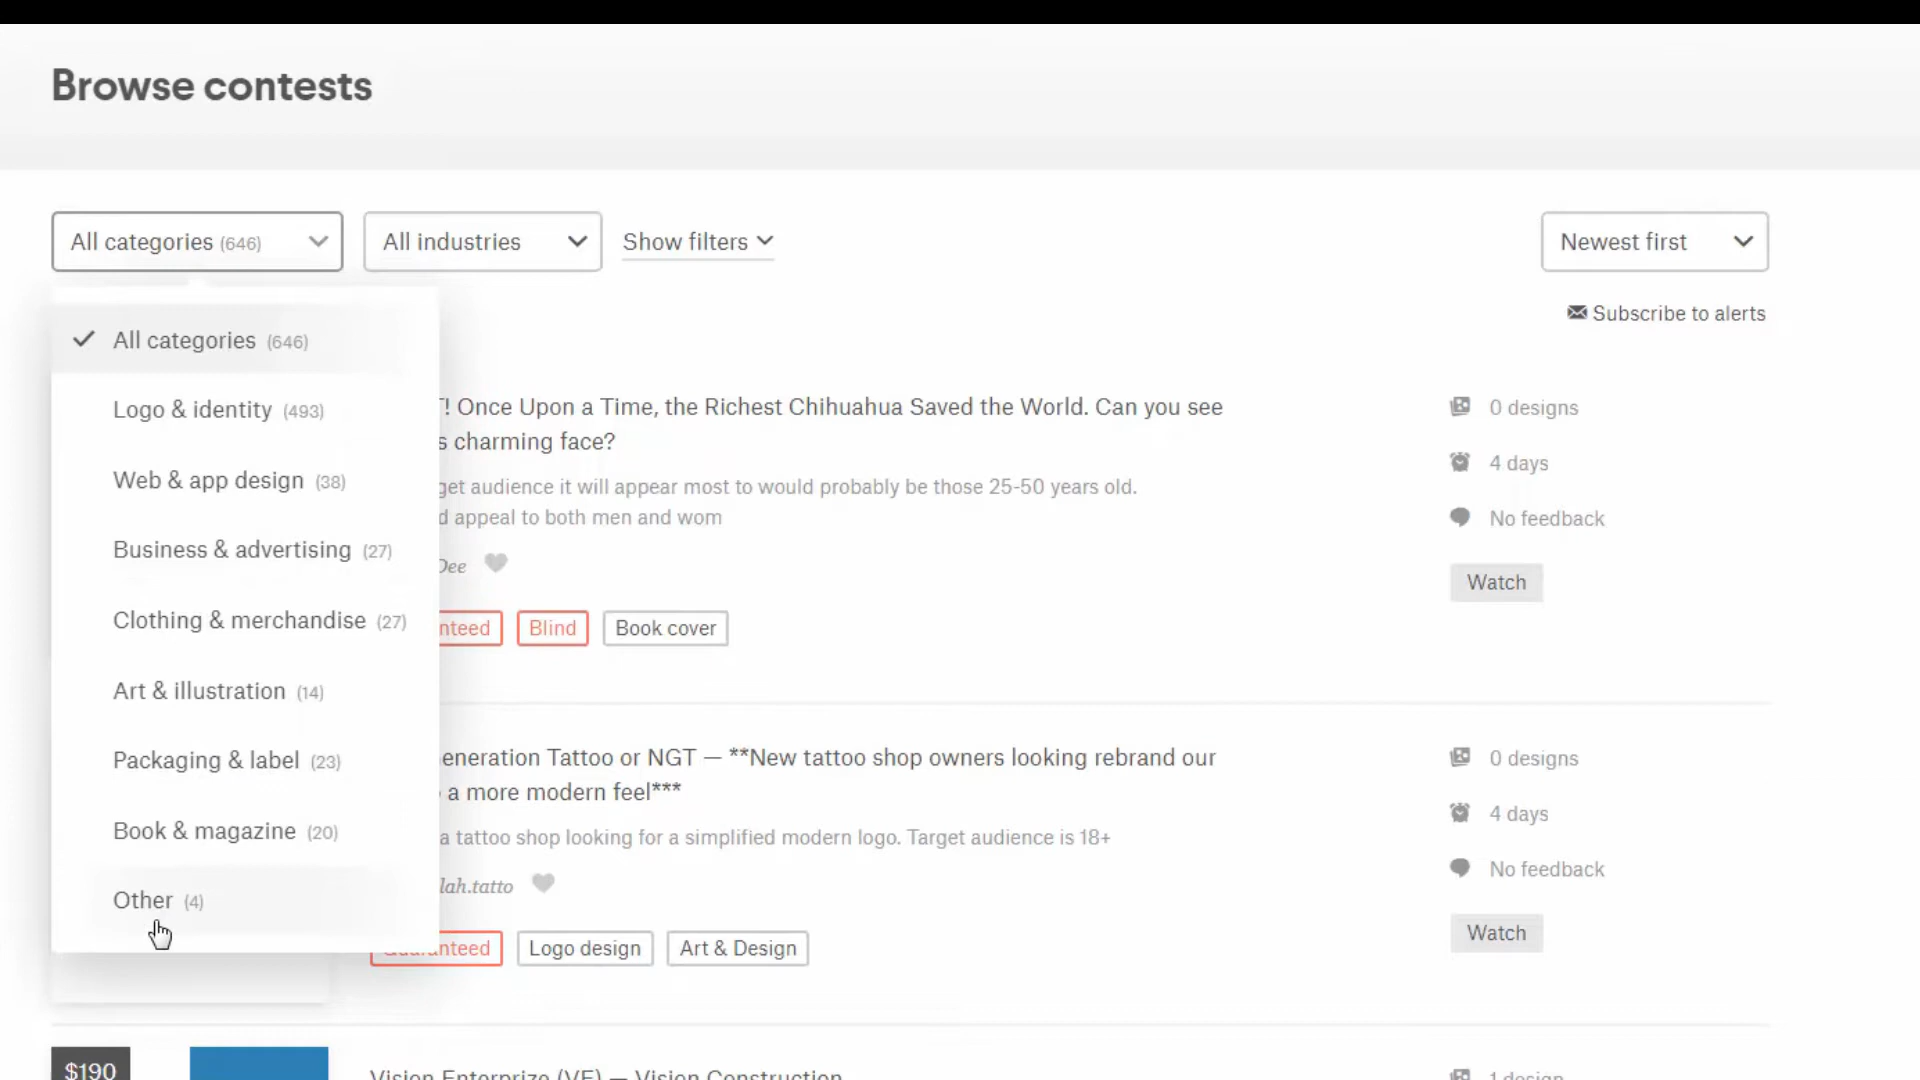 Browse contests
All categories (646)
All industries
Show filters
Newest first
Subscribe to alerts
All categories (646)
Logo & identity (493)
Web & app design (38)
Business & advertising (27)
Clothing & merchandise (27)
Art & illustration (14)
Packaging & label (23)
Book & magazine (20)
Other (4)
! Once Upon a Time, the Richest Chihuahua Saved the World. Can you see
s charming face?
get audience it will appear most to would probably be those 25-50 years old.
d appeal to both men and wom
Dee
nteed
Blind
Book cover
0 designs
4 days
No feedback
Watch
eneration Tattoo or NGT — **New tattoo shop owners looking rebrand our
a more modern feel***
a tattoo shop looking for a simplified modern logo. Target audience is 18+
lah.tatto
Guaranteed
Logo design
Art & Design
0 designs
4 days
No feedback
Watch
$190
Vision Enterprize (VE) — Vision Construction
1 design